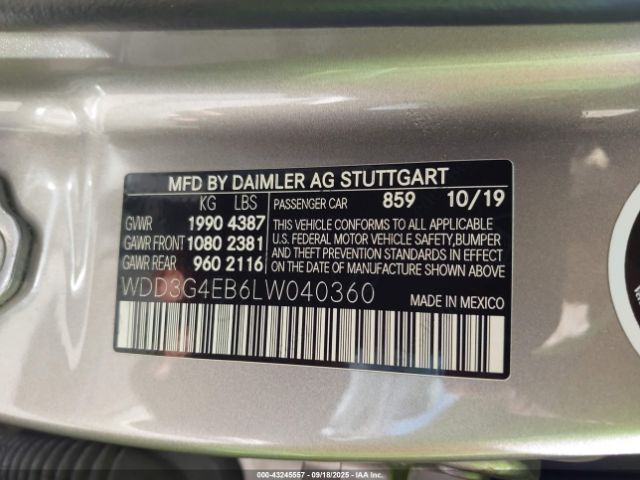 MFD BY DAIMLER AG STUTTGART
KG LBS PASSENGER CAR 859 10/19
GVWR 1990 4387
GAWR FRONT 1080 2381
GAWR REAR 960 2116
THIS VEHICLE CONFORMS TO ALL APPLICABLE
U.S. FEDERAL MOTOR VEHICLE SAFETY, BUMPER
AND THEFT PREVENTION STANDARDS IN EFFECT
ON THE DATE OF MANUFACTURE SHOWN ABOVE.
WDD3G4EB6LW040360 MADE IN MEXICO
000-43245557 09/18/2025 IAA Inc.